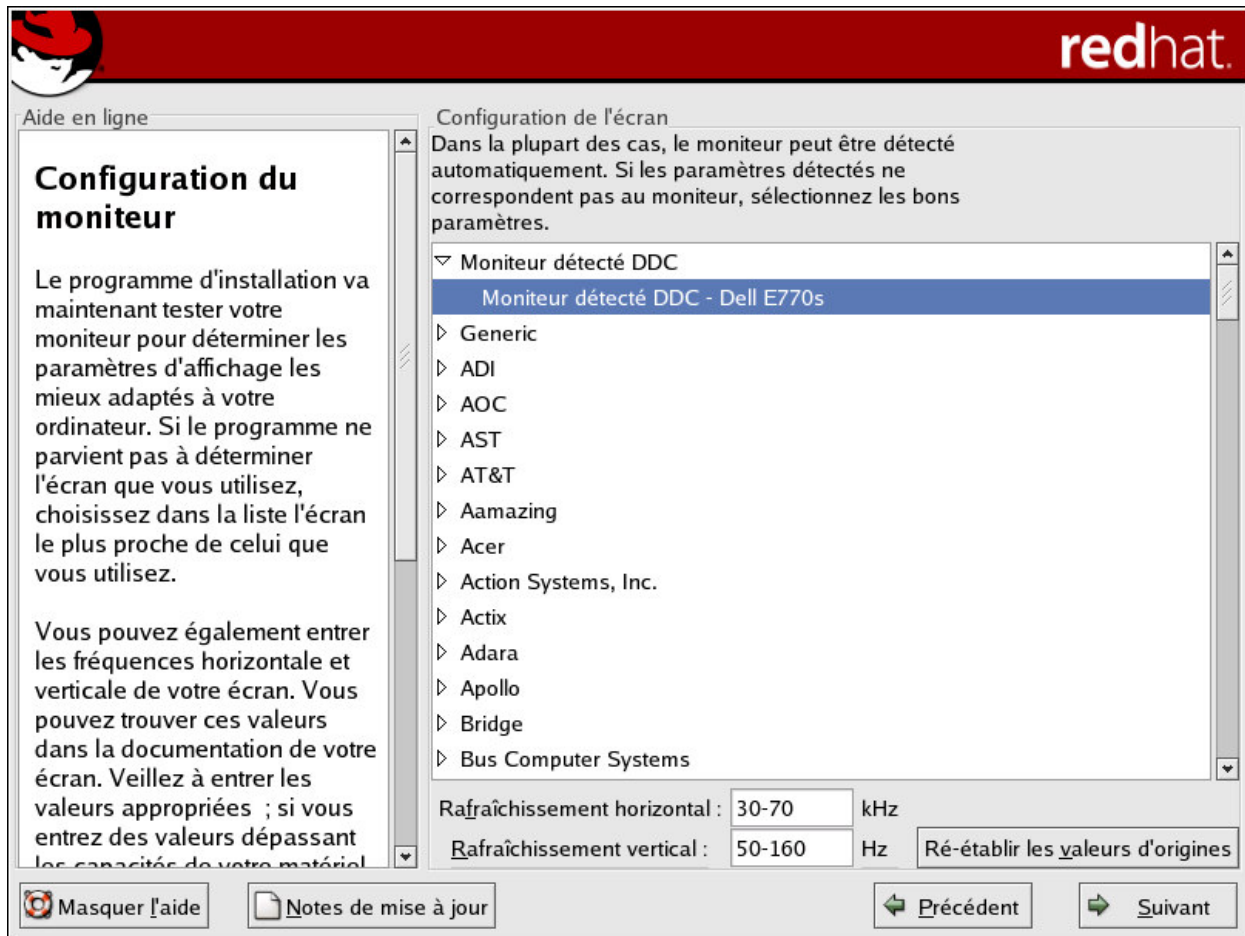 redhat.
Aide en ligne
Configuration du
moniteur
Le programme d'installation va
maintenant tester votre
moniteur pour déterminer les
paramètres d'affichage les
mieux adaptés à votre
ordinateur. Si le programme ne
parvient pas à déterminer
l'écran que vous utilisez,
choisissez dans la liste l'écran
le plus proche de celui que
vous utilisez.
Vous pouvez également entrer
les fréquences horizontale et
verticale de votre écran. Vous
pouvez trouver ces valeurs
dans la documentation de votre
écran. Veillez à entrer les
valeurs appropriées ; si vous
entrez des valeurs dépassant
les capacités de votre matériel
Configuration de l'écran
Dans la plupart des cas, le moniteur peut être détecté
automatiquement. Si les paramètres détectés ne
correspondent pas au moniteur, sélectionnez les bons
paramètres.
Moniteur détecté DDC
Moniteur détecté DDC - Dell E770s
Generic
ADI
AOC
AST
AT&T
Aamazing
Acer
Action Systems, Inc.
Actix
Adara
Apollo
Bridge
Bus Computer Systems
Rafraîchissement horizontal : 30-70 kHz
Rafraîchissement vertical : 50-160 Hz Ré-établir les valeurs d'origines
Masquer l'aide Notes de mise à jour Précédent Suivant